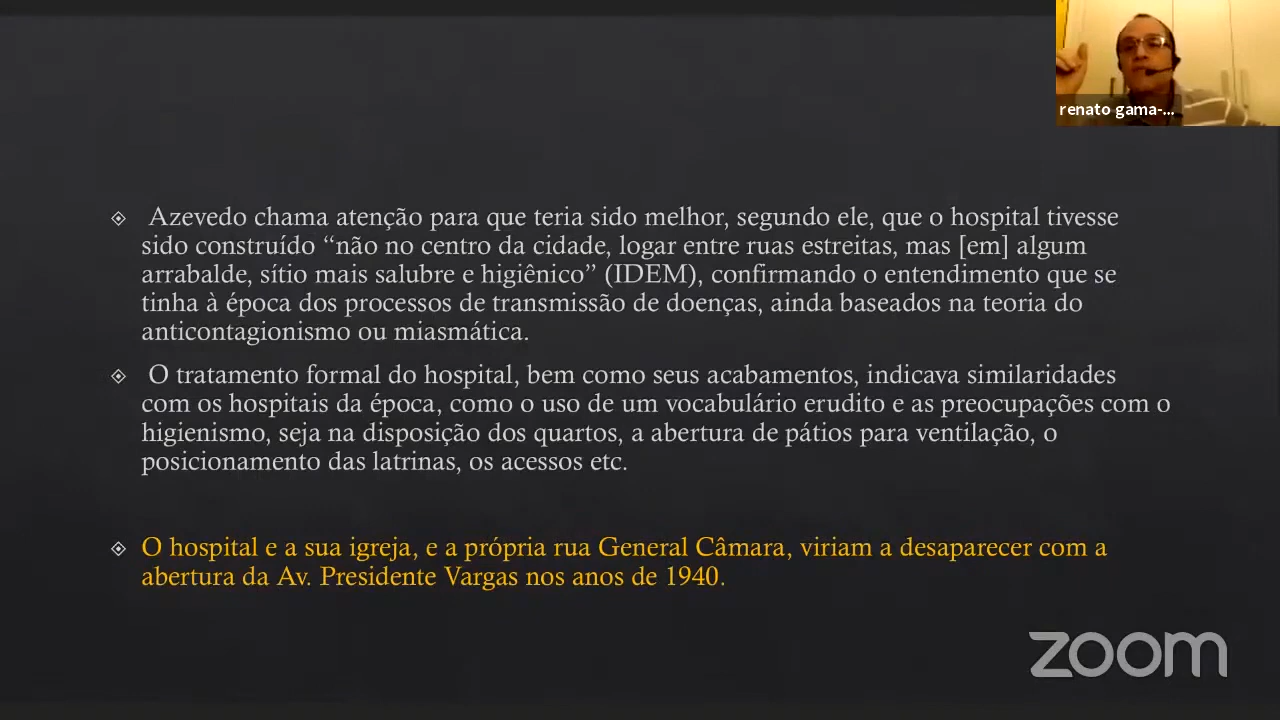 renato gama-...
Azevedo chama atenção para que teria sido melhor, segundo ele, que o hospital tivesse
sido construído “não no centro da cidade, logar entre ruas estreitas, mas [em] algum
arrabalde, sítio mais salubre e higiênico” (IDEM), confirmando o entendimento que se
tinha à época dos processos de transmissão de doenças, ainda baseados na teoria do
anticontagionismo ou miasmática.
O tratamento formal do hospital, bem como seus acabamentos, indicava similaridades
com os hospitais da época, como o uso de um vocabulário erudito e as preocupações com o
higienismo, seja na disposição dos quartos, a abertura de pátios para ventilação, o
posicionamento das latrinas, os acessos etc.
O hospital e a sua igreja, e a própria rua General Câmara, viriam a desaparecer com a
abertura da Av. Presidente Vargas nos anos de 1940.
zoom